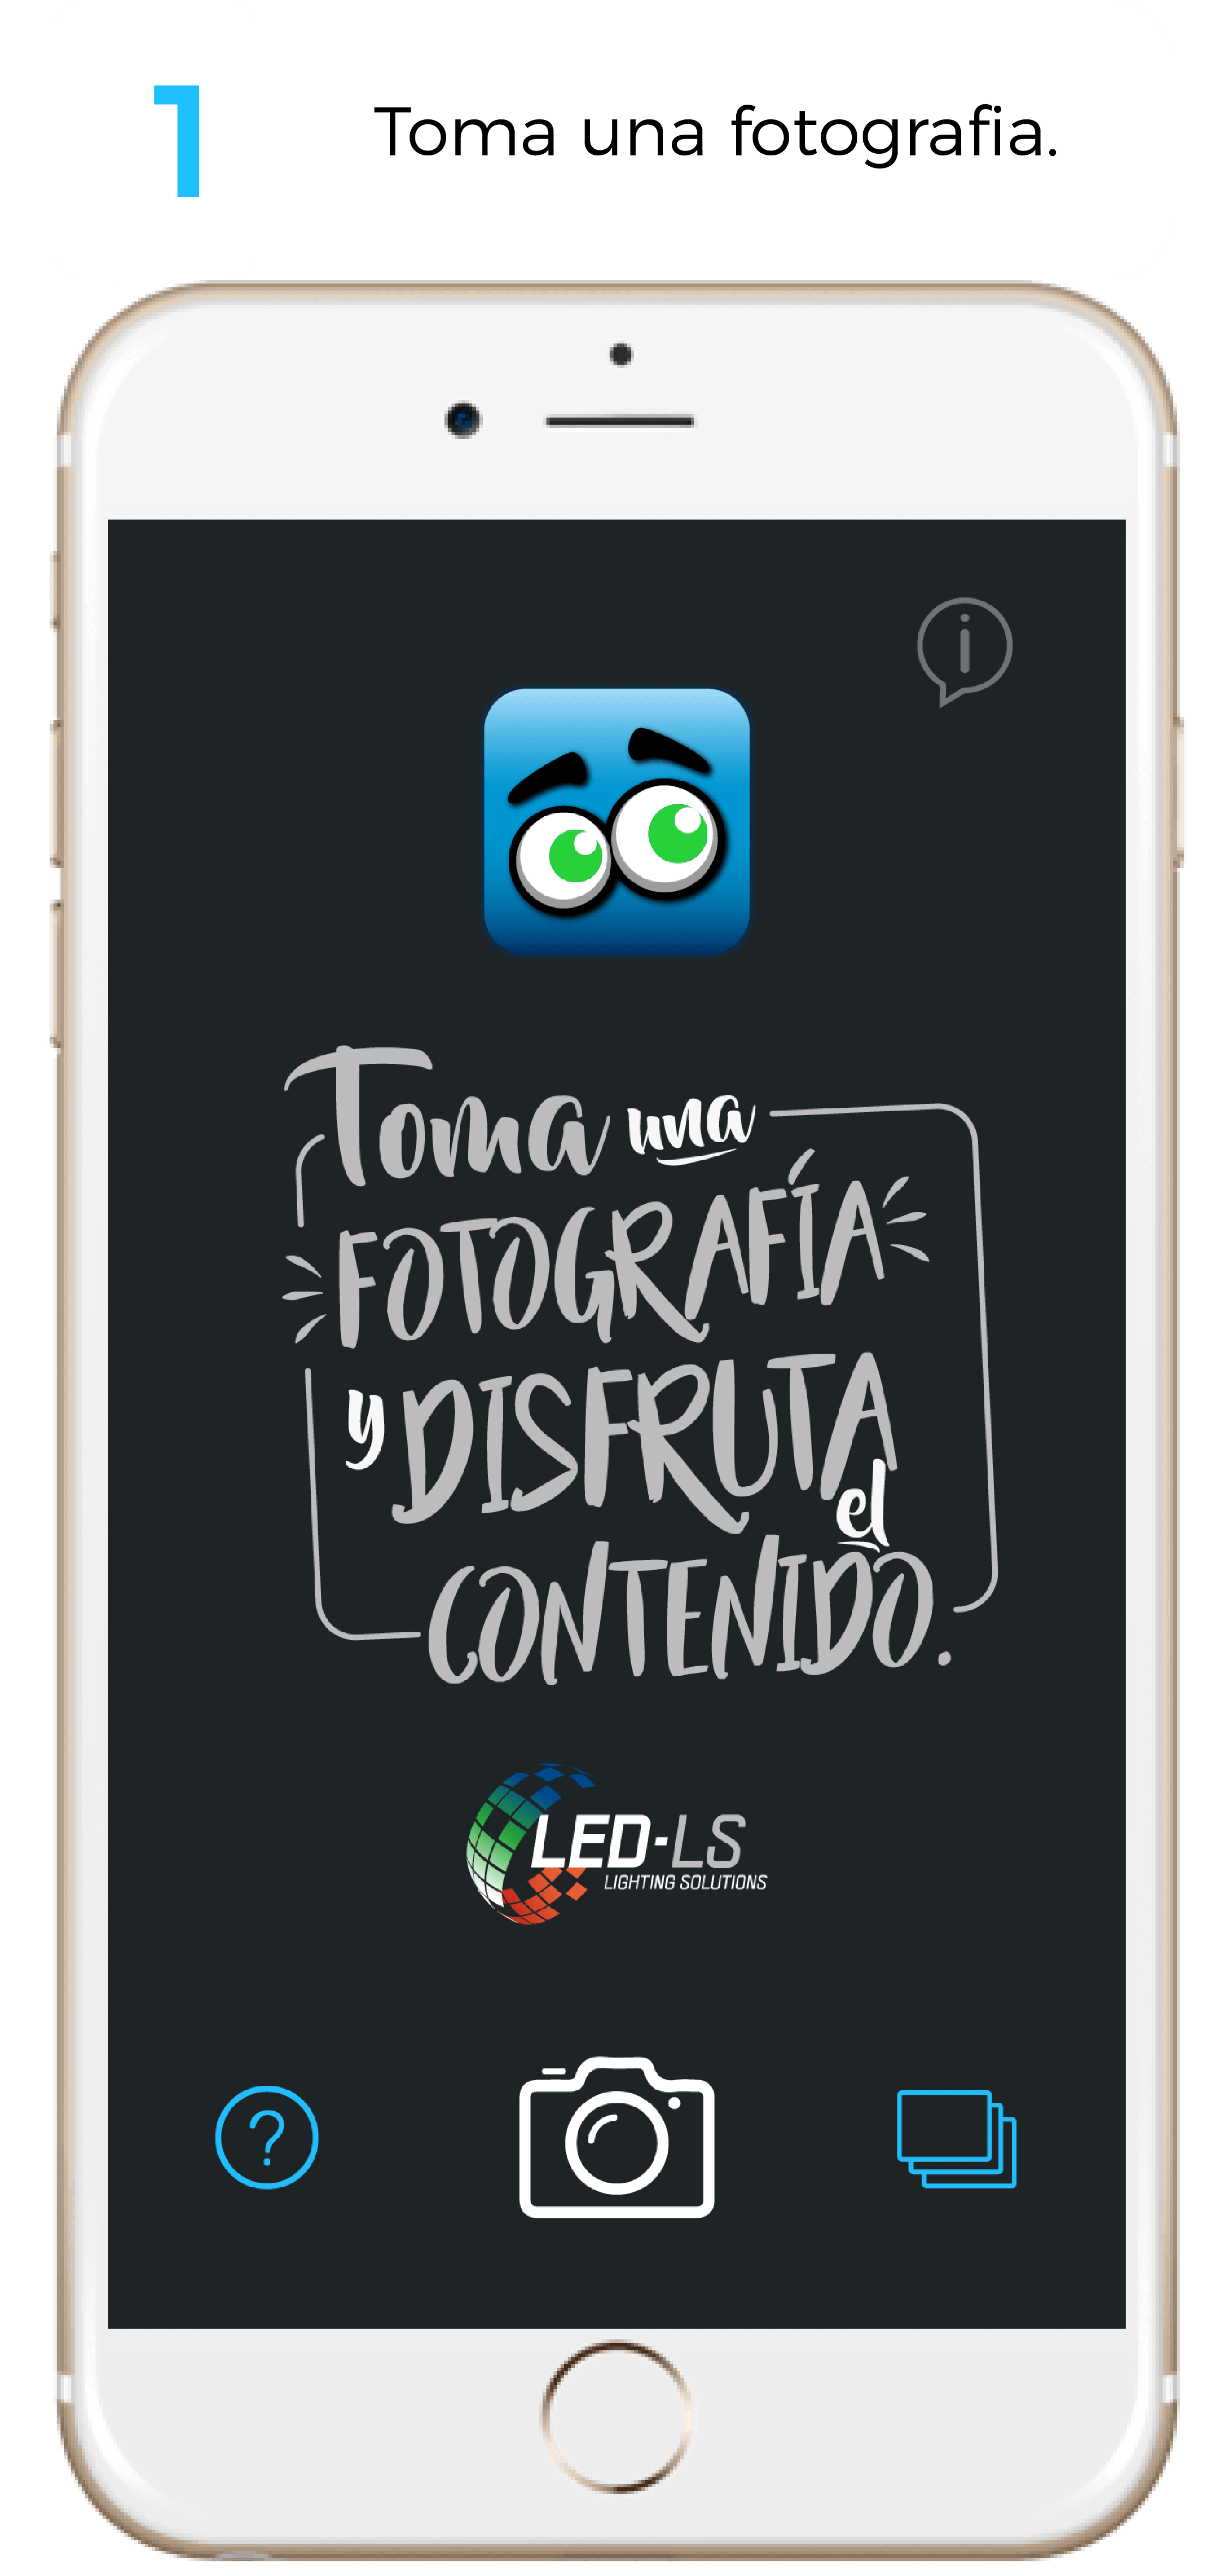 1 Toma una fotografia.
i
Toma una
FOTOGRAFÍA
y DISFRUTA
el
CONTENIDO.
LED-LS
LIGHTING SOLUTIONS
?